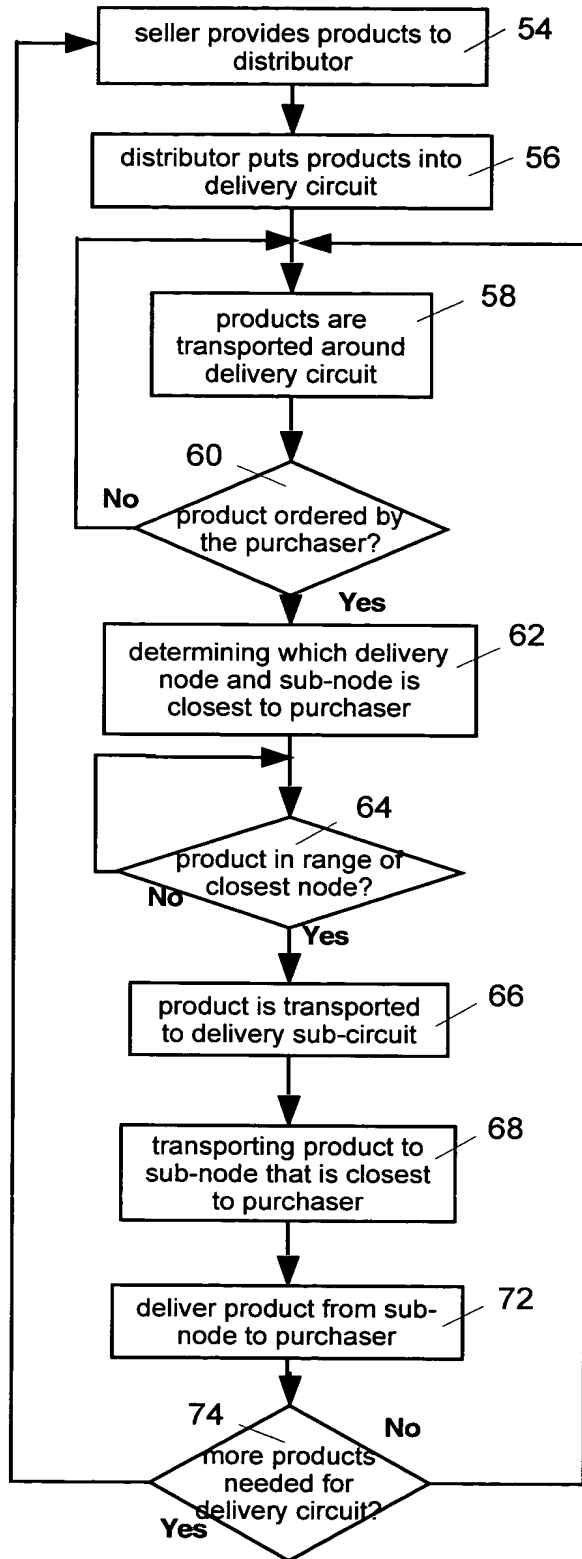 seller provides products to
distributor
54
distributor puts products into
delivery circuit
56
58
products are
transported around
delivery circuit
60
No
product ordered by
the purchaser?
Yes
62
determining which delivery
node and sub-node is
closest to purchaser
64
product in range of
closest node?
No
Yes
66
product is transported
to delivery sub-circuit
68
transporting product to
sub-node that is closest
to purchaser
72
deliver product from sub-
node to purchaser
74
No
more products
needed for
delivery circuit?
Yes